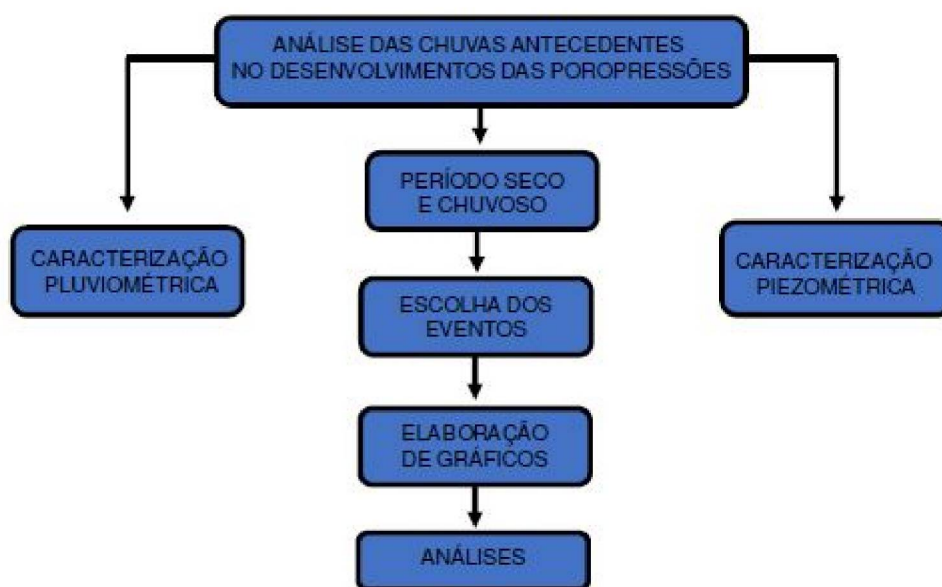 ANÁLISE DAS CHUVAS ANTECEDENTES
NO DESENVOLVIMENTOS DAS POROPRESSÕES
PERÍODO SECO
E CHUVOSO
CARACTERIZAÇÃO
PLUVIOMÉTRICA
CARACTERIZAÇÃO
PIEZOMÉTRICA
ESCOLHA DOS
EVENTOS
ELABORAÇÃO
DE GRÁFICOS
ANÁLISES